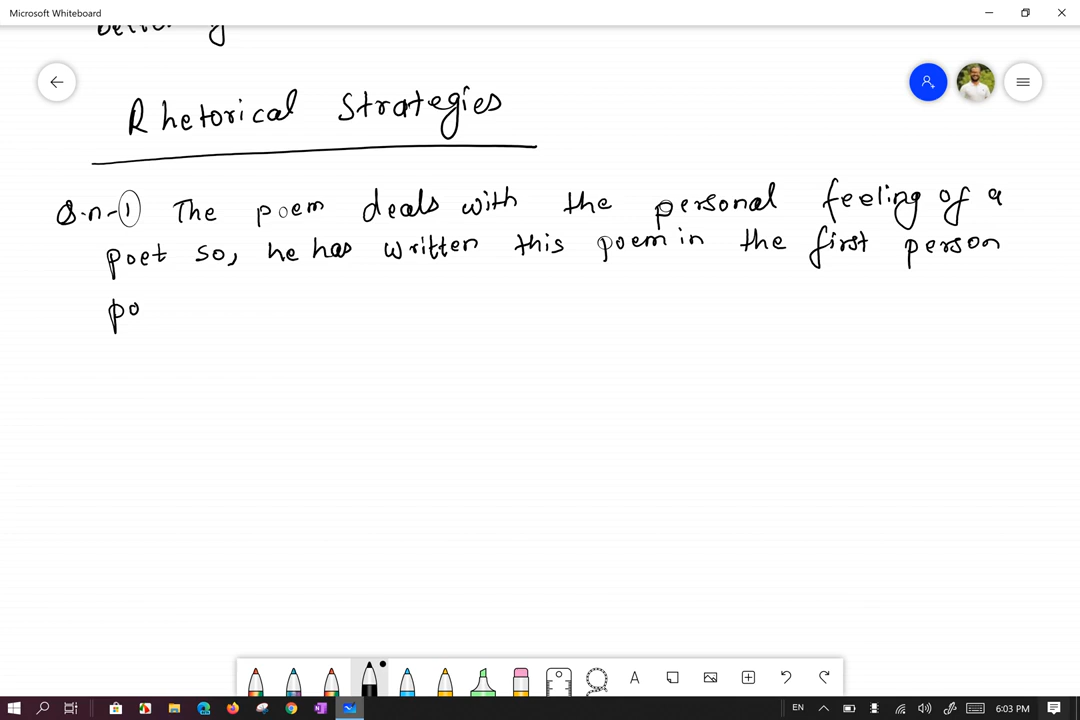 Microsoft Whiteboard
Rhetorical Strategies
Q.n-① The poem deals with the personal feeling of a
poet so, he has written this poem in the first person
po
A
EN
6:03 PM